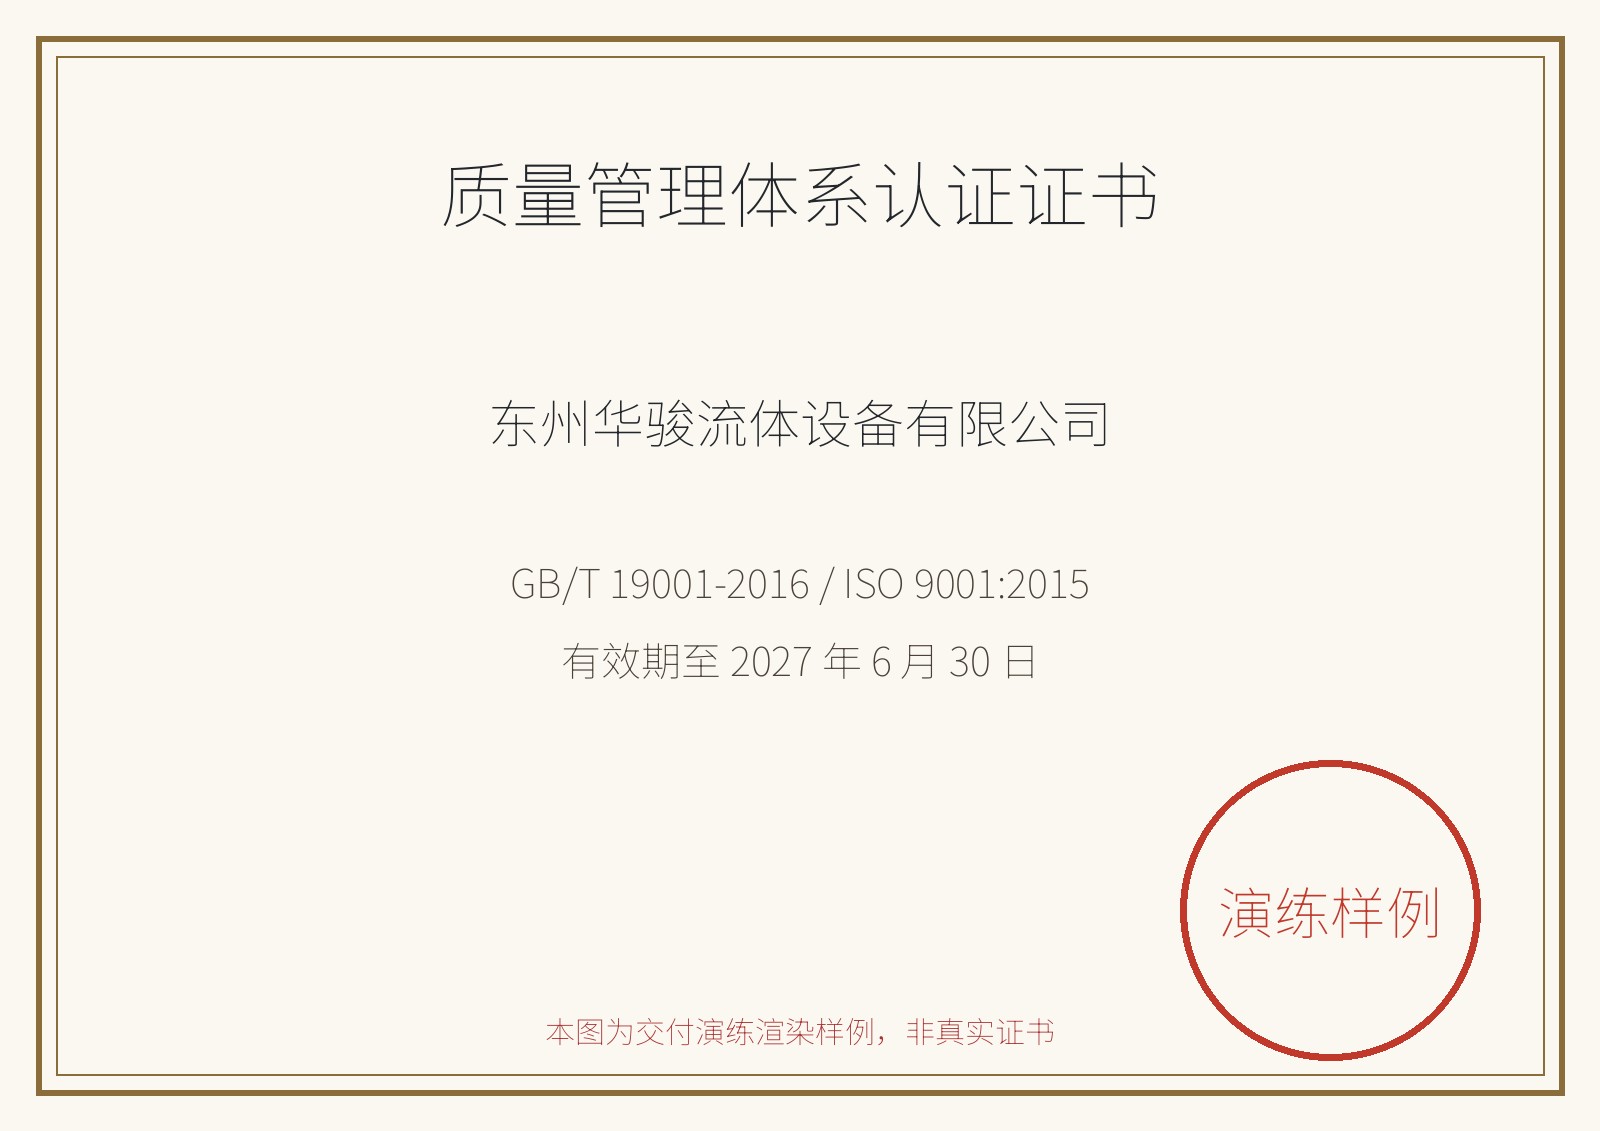 质量管理体系认证证书
东州华骏流体设备有限公司
GB/T 19001-2016 / ISO 9001:2015
有效期至 2027 年 6 月 30 日
演练样例
本图为交付演练渲染样例，非真实证书